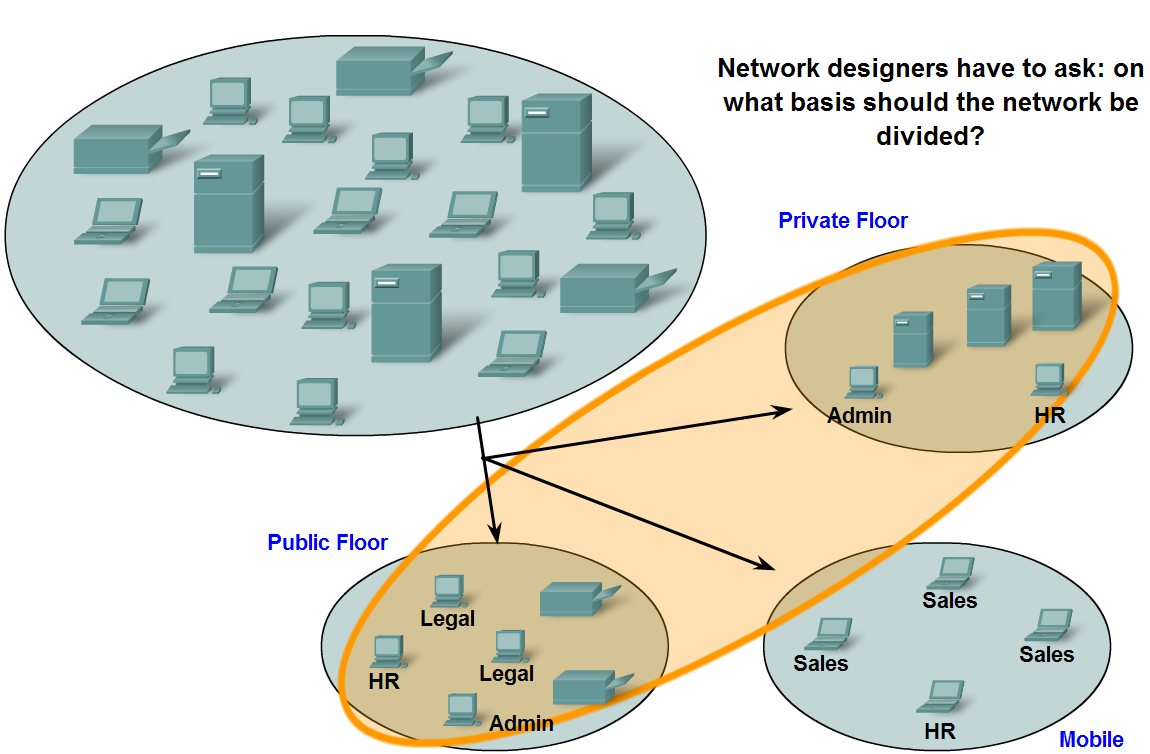 Network designers have to ask: on
what basis should the network be
divided?
Private Floor
Admin
HR
Public Floor
Legal
HR
Legal
Admin
Sales
Sales
Sales
HR
Mobile